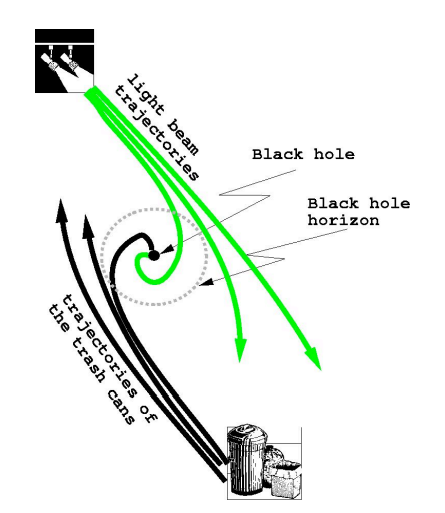 light beam
trajectories
Black hole
Black hole
horizon
trajectories of
the trash cans